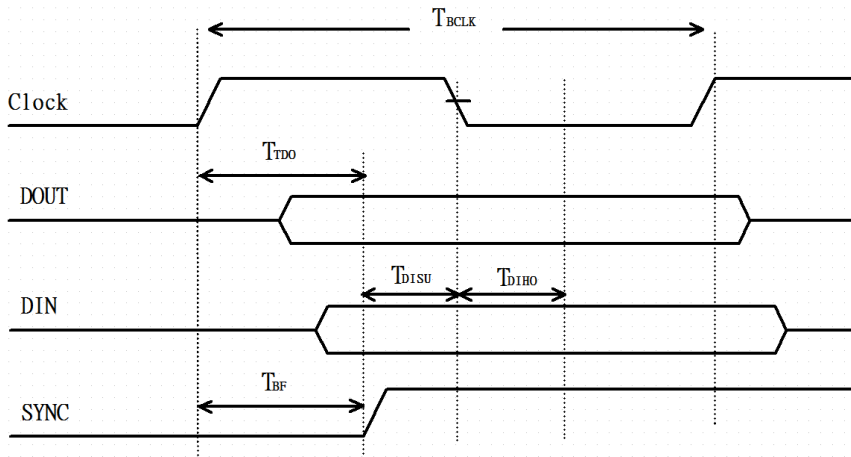 TBCLK
Clock
TTDO
DOUT
TDISU
TDIHO
DIN
TBF
SYNC